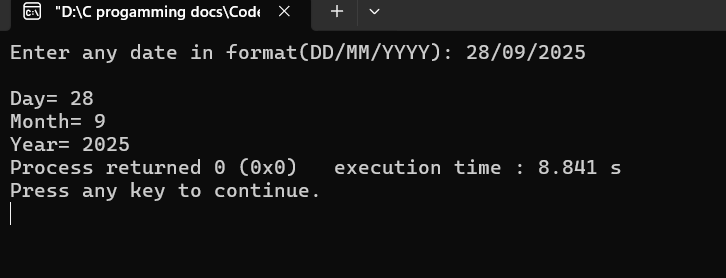 "D:\C progamming docs\Code
Enter any date in format(DD/MM/YYYY): 28/09/2025
Day= 28
Month= 9
Year= 2025
Process returned 0 (0x0)   execution time : 8.841 s
Press any key to continue.